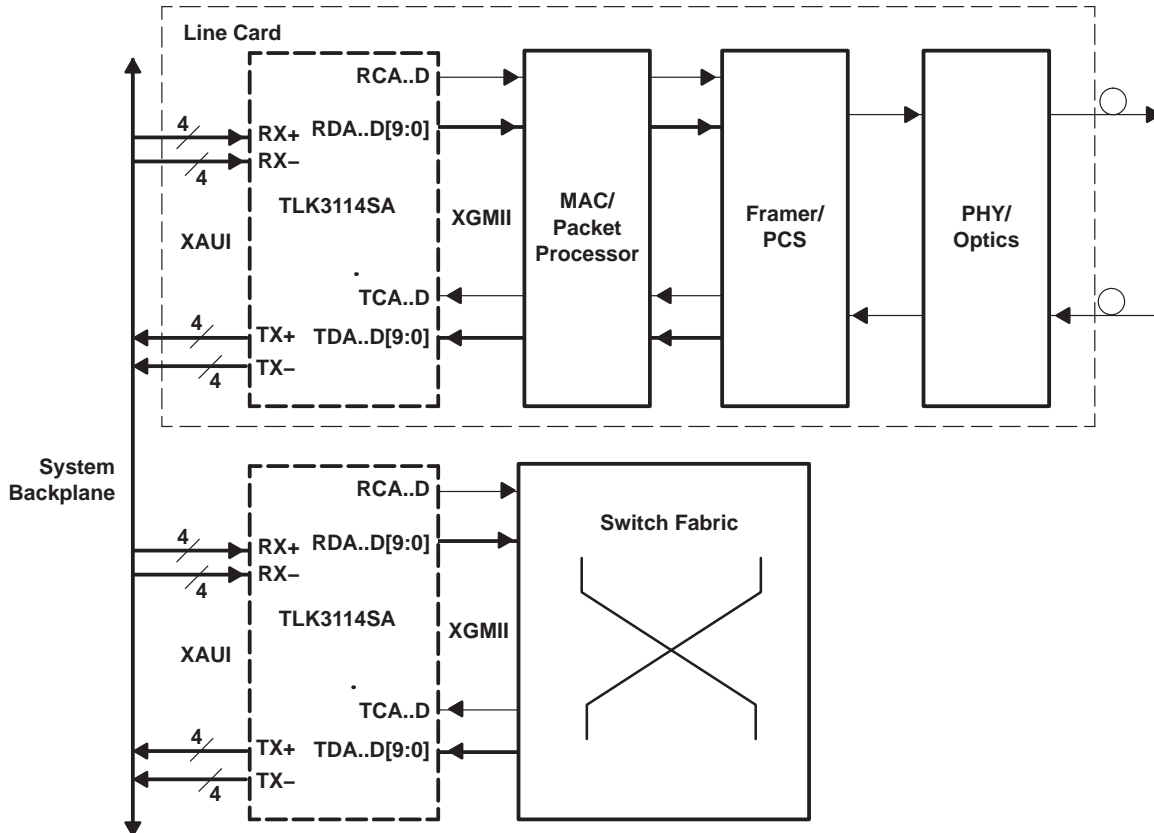 Line Card
RCA..D
4
RX+
RDA..D[9:0]
RX–
4
TLK3114SA
XAUI
XGMII
MAC/
Packet
Processor
Framer/
PCS
PHY/
Optics
TCA..D
4
TX+
TDA..D[9:0]
TX–
4
System
Backplane
RCA..D
Switch Fabric
4
RX+
RDA..D[9:0]
RX–
4
TLK3114SA
XAUI
XGMII
TCA..D
4
TX+
TDA..D[9:0]
TX–
4